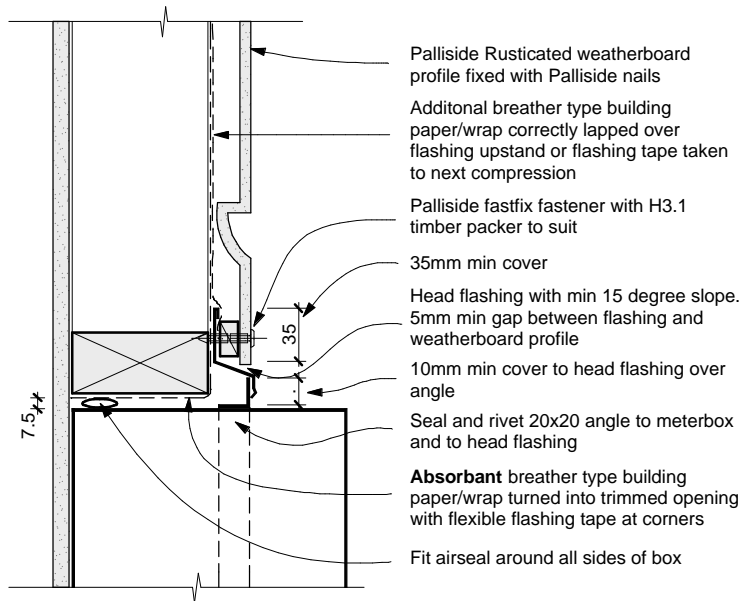 Palliside Rusticated weatherboard
profile fixed with Palliside nails
Additonal breather type building
paper/wrap correctly lapped over
flashing upstand or flashing tape taken
to next compression
Palliside fastfix fastener with H3.1
timber packer to suit
35mm min cover
Head flashing with min 15 degree slope.
5mm min gap between flashing and
weatherboard profile
10mm min cover to head flashing over
angle
Seal and rivet 20x20 angle to meterbox
and to head flashing
Absorbant breather type building
paper/wrap turned into trimmed opening
with flexible flashing tape at corners
Fit airseal around all sides of box
35
7.5